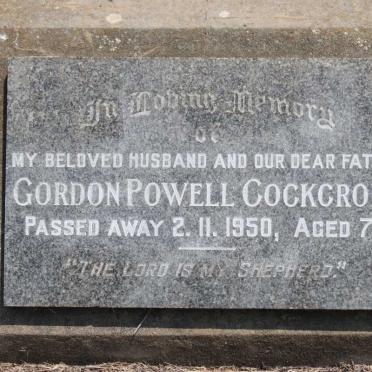 In Loving Memory
of
MY BELOVED HUSBAND AND OUR DEAR FAT
GORDON POWELL COCKCRO
PASSED AWAY 2. 11. 1950, AGED 7
"THE LORD IS MY SHEPHERD"